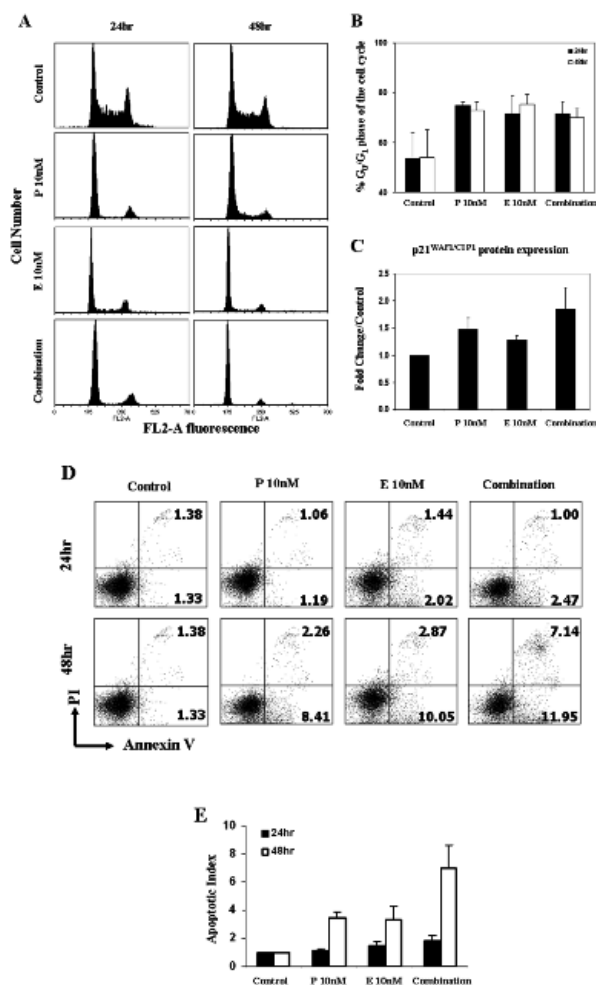 A
24hr
48hr
Control
P 10nM
E 10nM
Combination
Cell Number
FL2-A
FL2-A
FL2-A fluorescence
B
24hr
48hr
100
80
60
40
% G0/G1 phase of the cell cycle
Control
P 10nM
E 10nM
Combination
C
p21WAF1/CIP1 protein expression
2.5
2.0
1.5
1.0
0.5
0.0
Fold Change/Control
Control
P 10nM
E 10nM
Combination
D
Control
P 10nM
E 10nM
Combination
24hr
1.38
1.06
1.44
1.00
1.33
1.19
2.02
2.47
48hr
1.38
2.26
2.87
7.14
1.33
8.41
10.05
11.95
PI
Annexin V
E
24hr
48hr
10
8
6
4
2
0
Apoptotic Index
Control
P 10nM
E 10nM
Combination